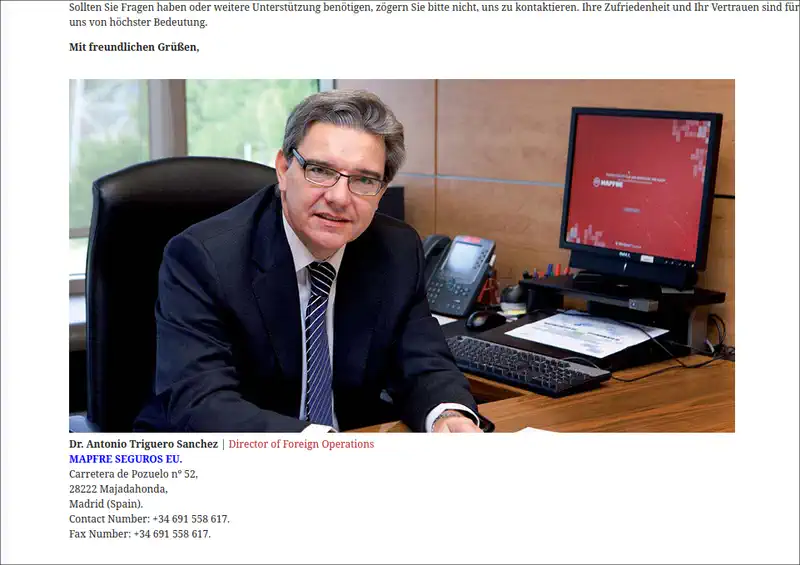 Sollten Sie Fragen haben oder weitere Unterstützung benötigen, zögern Sie bitte nicht, uns zu kontaktieren. Ihre Zufriedenheit und Ihr Vertrauen sind für
uns von höchster Bedeutung.
Mit freundlichen Grüßen,
MAPFRE
DELL
Dr. Antonio Triguero Sanchez | Director of Foreign Operations
MAPFRE SEGUROS EU.
Carretera de Pozuelo nº 52,
28222 Majadahonda,
Madrid (Spain).
Contact Number: +34 691 558 617.
Fax Number: +34 691 558 617.